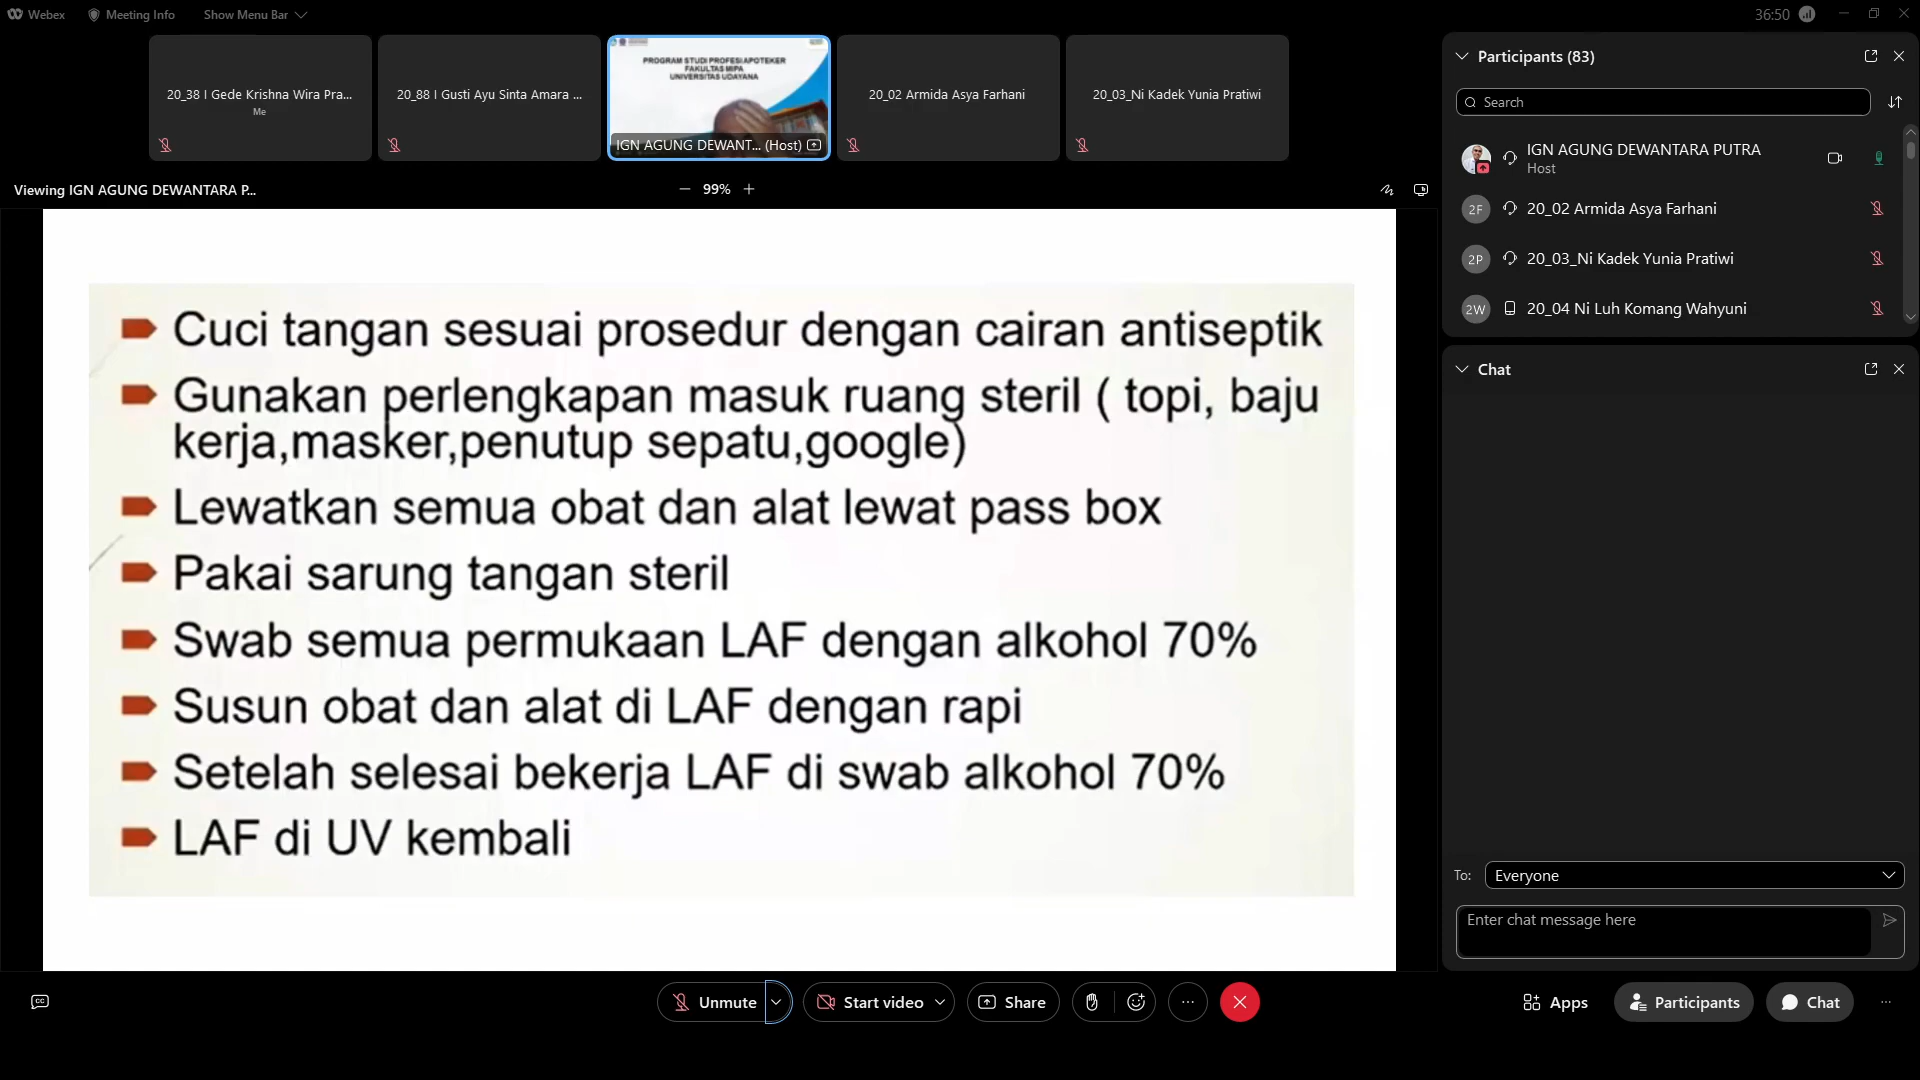 Webex
Meeting Info
Show Menu Bar
36:50
20_38 I Gede Krishna Wira Pra...
Me
20_88 I Gusti Ayu Sinta Amara ...
PROGRAM STUDI PROFESI APOTEKER
FAKULTAS MIPA
UNIVERSITAS UDAYANA
IGN AGUNG DEWANT... (Host)
20_02 Armida Asya Farhani
20_03_Ni Kadek Yunia Pratiwi
Viewing IGN AGUNG DEWANTARA P...
99%
Cuci tangan sesuai prosedur dengan cairan antiseptik
Gunakan perlengkapan masuk ruang steril ( topi, baju
kerja,masker,penutup sepatu,google)
Lewatkan semua obat dan alat lewat pass box
Pakai sarung tangan steril
Swab semua permukaan LAF dengan alkohol 70%
Susun obat dan alat di LAF dengan rapi
Setelah selesai bekerja LAF di swab alkohol 70%
LAF di UV kembali
Participants (83)
Search
IGN AGUNG DEWANTARA PUTRA
Host
2F
20_02 Armida Asya Farhani
2P
20_03_Ni Kadek Yunia Pratiwi
2W
20_04 Ni Luh Komang Wahyuni
Chat
To:
Everyone
Enter chat message here
CC
Unmute
Start video
Share
Apps
Participants
Chat